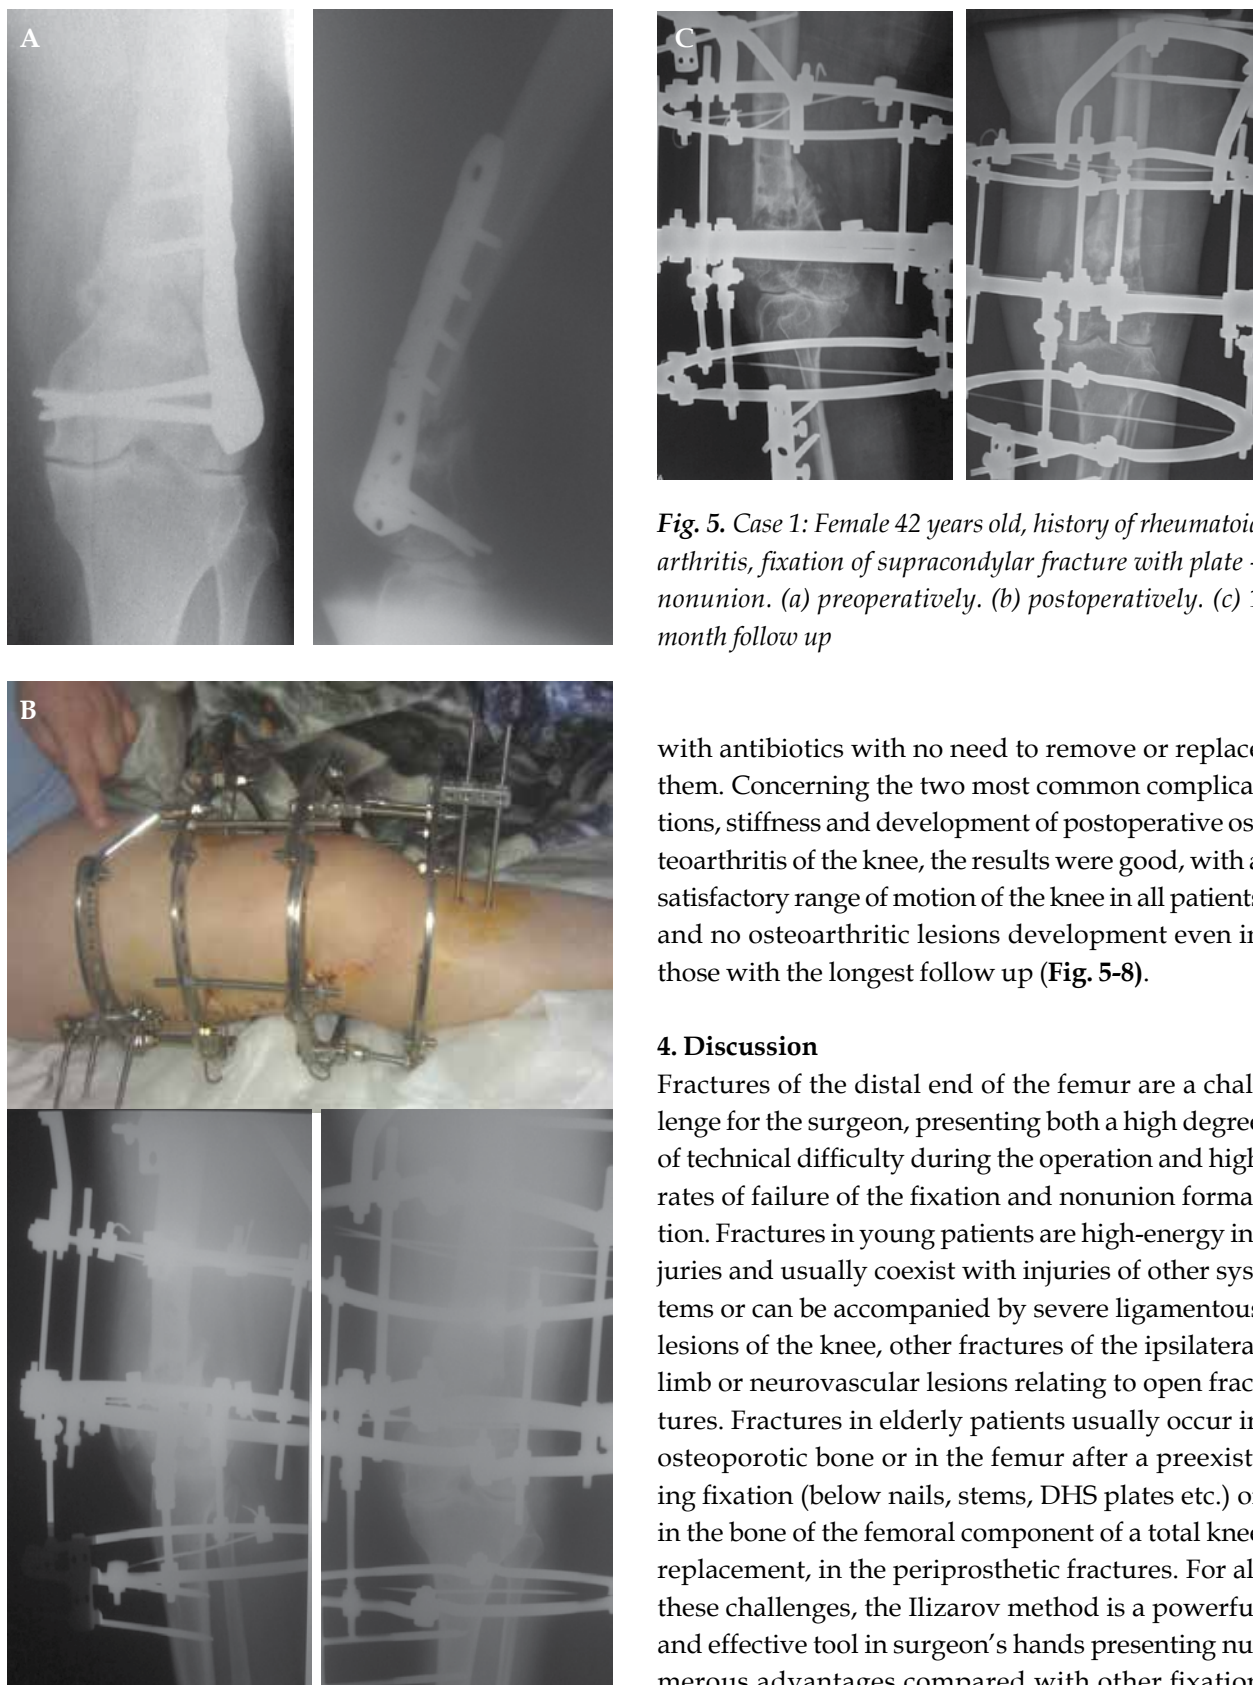 A
B
C
Fig. 5. Case 1: Female 42 years old, history of rheumatoid
arthritis, fixation of supracondylar fracture with plate -
nonunion. (a) preoperatively. (b) postoperatively. (c) 1
month follow up
with antibiotics with no need to remove or replace
them. Concerning the two most common complica
tions, stiffness and development of postoperative os
teoarthritis of the knee, the results were good, with a
satisfactory range of motion of the knee in all patients
and no osteoarthritic lesions development even in
those with the longest follow up (Fig. 5-8).
4. Discussion
Fractures of the distal end of the femur are a chal
lenge for the surgeon, presenting both a high degree
of technical difficulty during the operation and high
rates of failure of the fixation and nonunion forma
tion. Fractures in young patients are high-energy in
juries and usually coexist with injuries of other sys
tems or can be accompanied by severe ligamentous
lesions of the knee, other fractures of the ipsilatera
limb or neurovascular lesions relating to open frac
tures. Fractures in elderly patients usually occur in
osteoporotic bone or in the femur after a preexist
ing fixation (below nails, stems, DHS plates etc.) or
in the bone of the femoral component of a total knee
replacement, in the periprosthetic fractures. For al
these challenges, the Ilizarov method is a powerfu
and effective tool in surgeon's hands presenting nu
merous advantages compared with other fixation